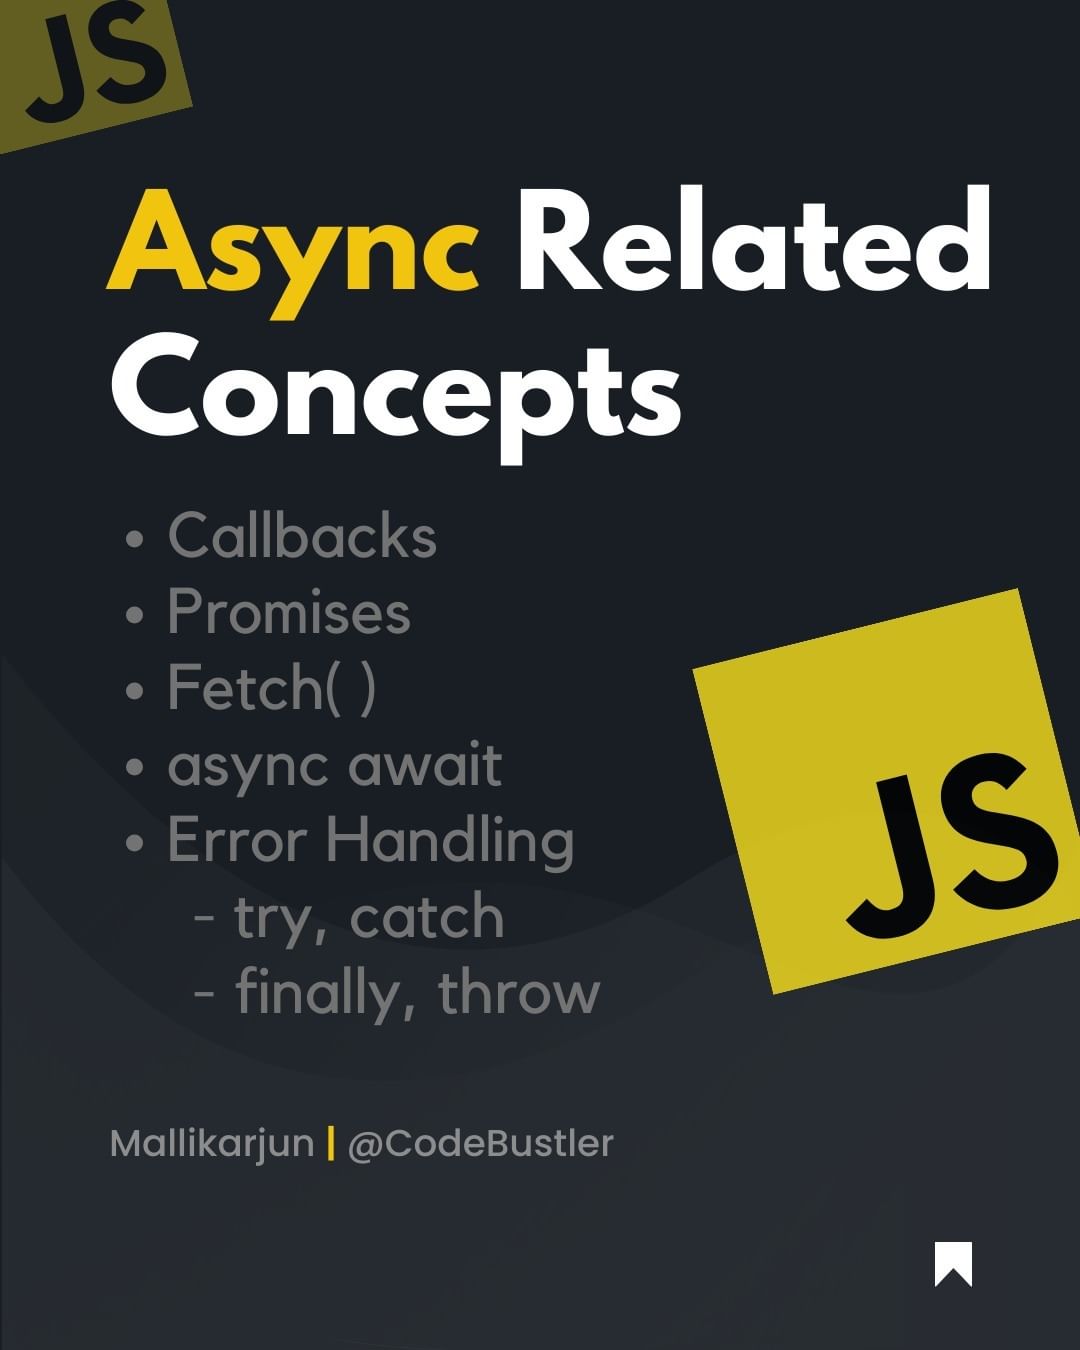 JS
Async Related
Concepts
• Callbacks
• Promises
• Fetch( )
• async await
• Error Handling
- try, catch
- finally, throw
JS
Mallikarjun | @CodeBustler